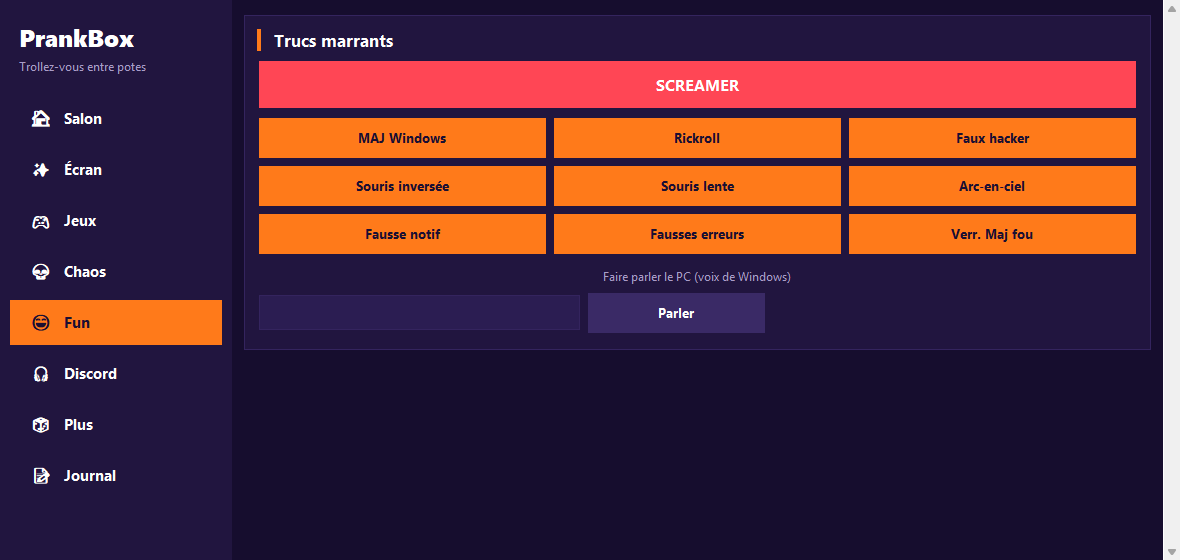 PrankBox
Trollez-vous entre potes
Salon
Écran
Jeux
Chaos
Fun
Discord
Plus
Journal
Trucs marrants
SCREAMER
MAJ Windows
Rickroll
Faux hacker
Souris inversée
Souris lente
Arc-en-ciel
Fausse notif
Fausses erreurs
Verr. Maj fou
Faire parler le PC (voix de Windows)
Parler